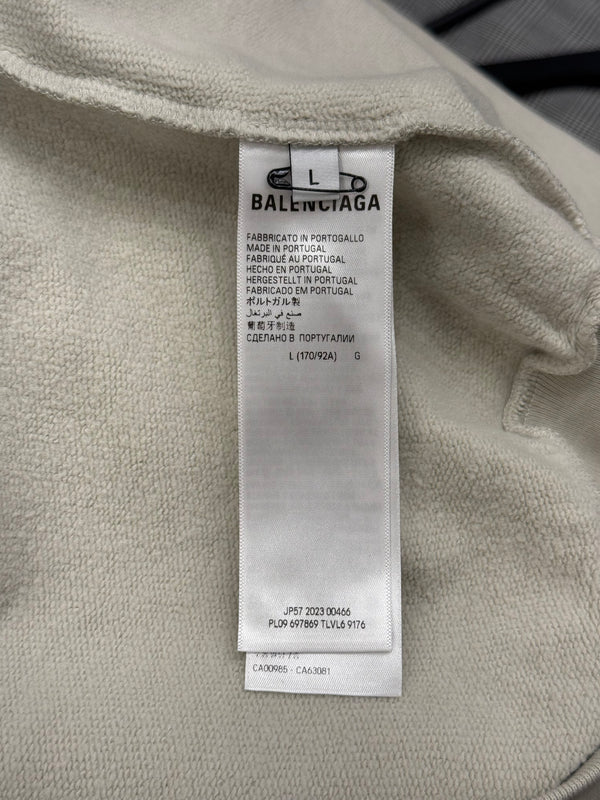 L
BALENCIAGA
FABBRICATO IN PORTOGALLO
MADE IN PORTUGAL
FABRIQUÉ AU PORTUGAL
HECHO EN PORTUGAL
HERGESTELLT IN PORTUGAL
FABRICADO EM PORTUGAL
ポルトガル製
صنع في البرتغال
葡萄牙制造
СДЕЛАНО В ПОРТУГАЛИИ
L (170/92A) G
JP57 2023 00466
PL09 697869 TLVL6 9176
CA00985 - CA63081